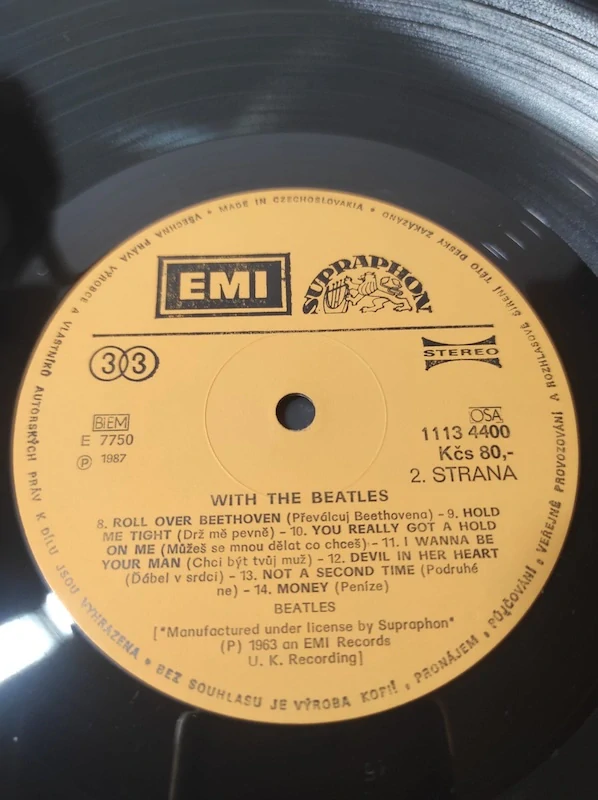 VŠECHNA PRÁVA VÝROBCE A VLASTNÍKŮ AUTORSKÝCH PRÁV K DÍLU JSOU VYHRAZENA • BEZ SOUHLASU JE VÝROBA KOPIÍ, PRONÁJEM, PŮJČOVÁNÍ, VEŘEJNÉ PROVOZOVÁNÍ A ROZHLASOVÉ ŠÍŘENÍ TÉTO DESKY ZAKÁZÁNO • MADE IN CZECHOSLOVAKIA •
EMI SUPRAPHON
33 STEREO
BIEM OSA
E 7750 1113 4400
Ⓟ 1987 Kčs 80,-
2. STRANA
WITH THE BEATLES
8. ROLL OVER BEETHOVEN (Převálcuj Beethovena) – 9. HOLD
ME TIGHT (Drž mě pevně) – 10. YOU REALLY GOT A HOLD
ON ME (Můžeš se mnou dělat co chceš) – 11. I WANNA BE
YOUR MAN (Chci být tvůj muž) – 12. DEVIL IN HER HEART
(Ďábel v srdci) – 13. NOT A SECOND TIME (Podruhé
ne) – 14. MONEY (Peníze)
BEATLES
["Manufactured under license by Supraphon"
(P) 1963 an EMI Records
U. K. Recording]